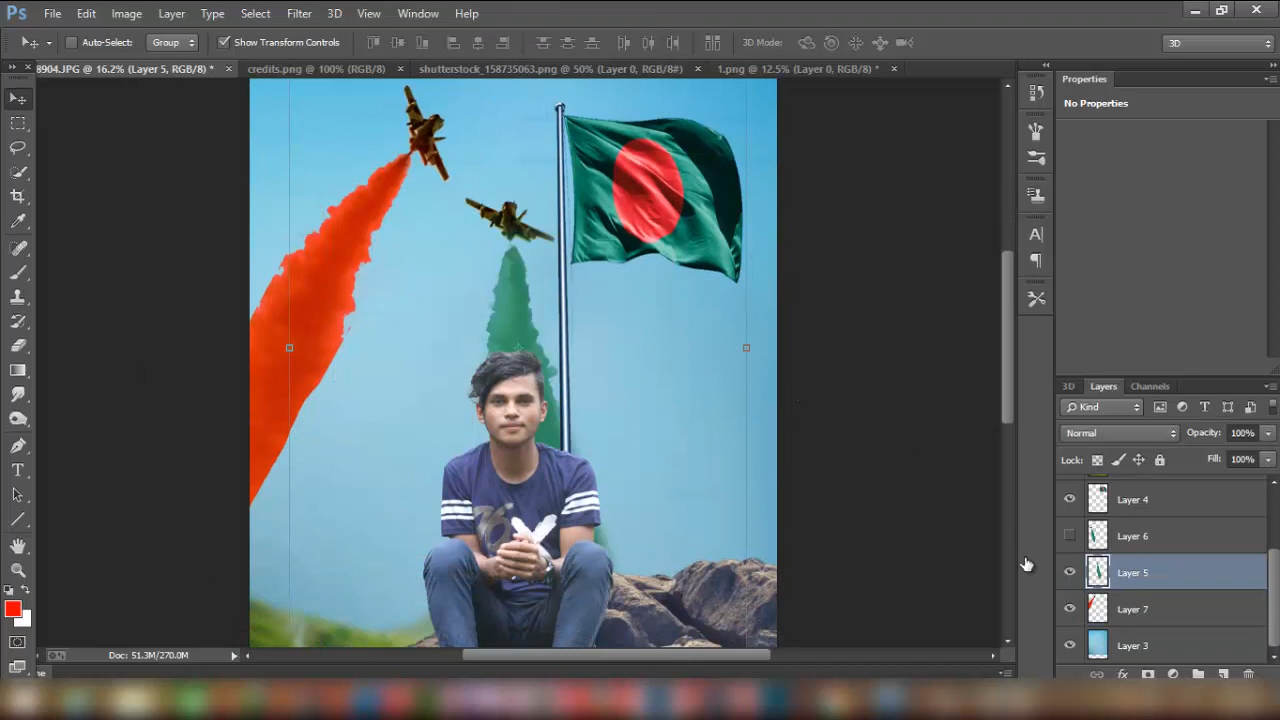 Ps File Edit Image Layer Type Select Filter 3D View Window Help
Auto-Select: Group Show Transform Controls 3D Mode: 3D
8904.JPG @ 16.2% (Layer 5, RGB/8) * credits.png @ 100% (RGB/8) shutterstock_158735063.png @ 50% (Layer 0, RGB/8#) 1.png @ 12.5% (Layer 0, RGB/8) *
Properties
No Properties
76
3D Layers Channels
Kind
Normal Opacity: 100%
Lock: Fill: 100%
Layer 4
Layer 6
Layer 5
Layer 7
Layer 3
Doc: 51.3M/270.0M